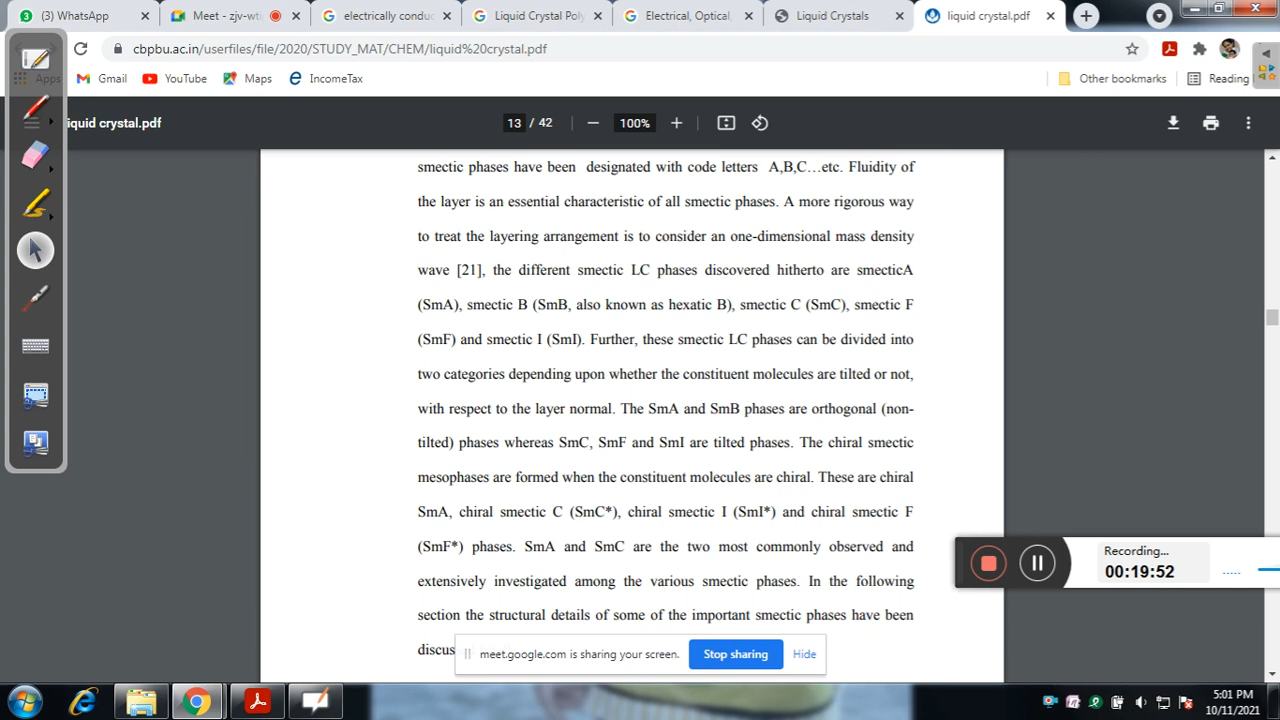 (3) WhatsApp
Meet - zjv-wti
electrically conduc
Liquid Crystal Poly
Electrical, Optical,
Liquid Crystals
liquid crystal.pdf
cbpbu.ac.in/userfiles/file/2020/STUDY_MAT/CHEM/liquid%20crystal.pdf
Apps
Gmail
YouTube
Maps
IncomeTax
Other bookmarks
Reading
iquid crystal.pdf
13 / 42
100%
smectic phases have been designated with code letters A,B,C…etc. Fluidity of
the layer is an essential characteristic of all smectic phases. A more rigorous way
to treat the layering arrangement is to consider an one-dimensional mass density
wave [21], the different smectic LC phases discovered hitherto are smecticA
(SmA), smectic B (SmB, also known as hexatic B), smectic C (SmC), smectic F
(SmF) and smectic I (SmI). Further, these smectic LC phases can be divided into
two categories depending upon whether the constituent molecules are tilted or not,
with respect to the layer normal. The SmA and SmB phases are orthogonal (non-
tilted) phases whereas SmC, SmF and SmI are tilted phases. The chiral smectic
mesophases are formed when the constituent molecules are chiral. These are chiral
SmA, chiral smectic C (SmC*), chiral smectic I (SmI*) and chiral smectic F
(SmF*) phases. SmA and SmC are the two most commonly observed and
extensively investigated among the various smectic phases. In the following
section the structural details of some of the important smectic phases have been
discus
Recording...
00:19:52
meet.google.com is sharing your screen.
Stop sharing
Hide
5:01 PM
10/11/2021